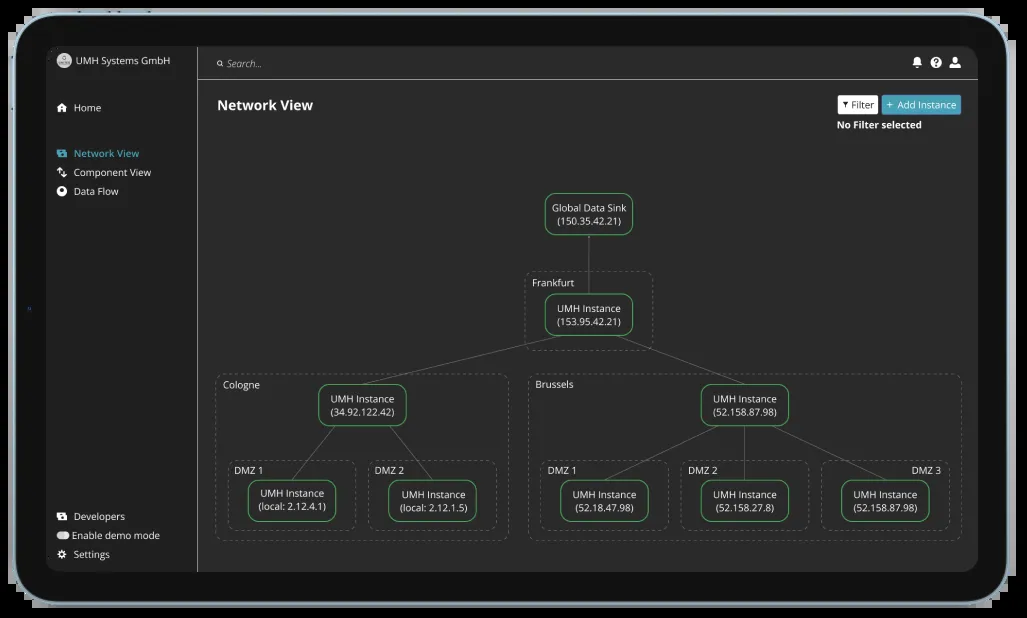 UMH Systems GmbH
Search...
Home
Network View
Component View
Data Flow
Developers
Enable demo mode
Settings
Network View
Filter
+ Add Instance
No Filter selected
Global Data Sink
(150.35.42.21)
Frankfurt
UMH Instance
(153.95.42.21)
Cologne
UMH Instance
(34.92.122.42)
DMZ 1
UMH Instance
(local: 2.12.4.1)
DMZ 2
UMH Instance
(local: 2.12.1.5)
Brussels
UMH Instance
(52.158.87.98)
DMZ 1
UMH Instance
(52.18.47.98)
DMZ 2
UMH Instance
(52.158.27.8)
DMZ 3
UMH Instance
(52.158.87.98)